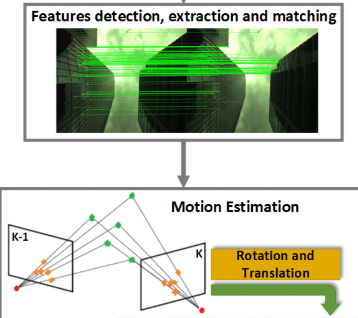 Features detection, extraction and matching
Motion Estimation
K-1
K
Rotation and
Translation